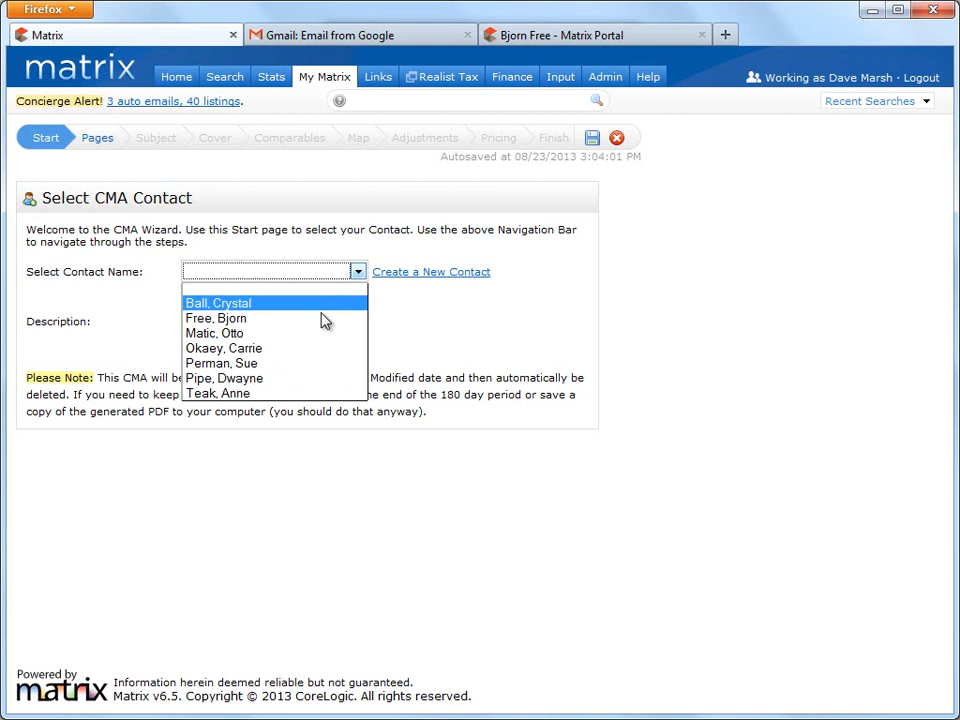 Firefox
Matrix
Gmail: Email from Google
Bjorn Free - Matrix Portal
matrix
Home
Search
Stats
My Matrix
Links
Realist Tax
Finance
Input
Admin
Help
Working as Dave Marsh · Logout
Concierge Alert! 3 auto emails, 40 listings.
Recent Searches
Start
Pages
Subject
Cover
Comparables
Map
Adjustments
Pricing
Finish
Autosaved at 08/23/2013 3:04:01 PM
Select CMA Contact
Welcome to the CMA Wizard. Use this Start page to select your Contact. Use the above Navigation Bar
to navigate through the steps.
Select Contact Name:
Create a New Contact
Ball, Crystal
Free, Bjorn
Matic, Otto
Okaey, Carrie
Perman, Sue
Pipe, Dwayne
Teak, Anne
Description:
Please Note: This CMA will be Modified date and then automatically be
deleted. If you need to keep the end of the 180 day period or save a
copy of the generated PDF to your computer (you should do that anyway).
Powered by
matrix
Information herein deemed reliable but not guaranteed.
Matrix v6.5. Copyright © 2013 CoreLogic. All rights reserved.